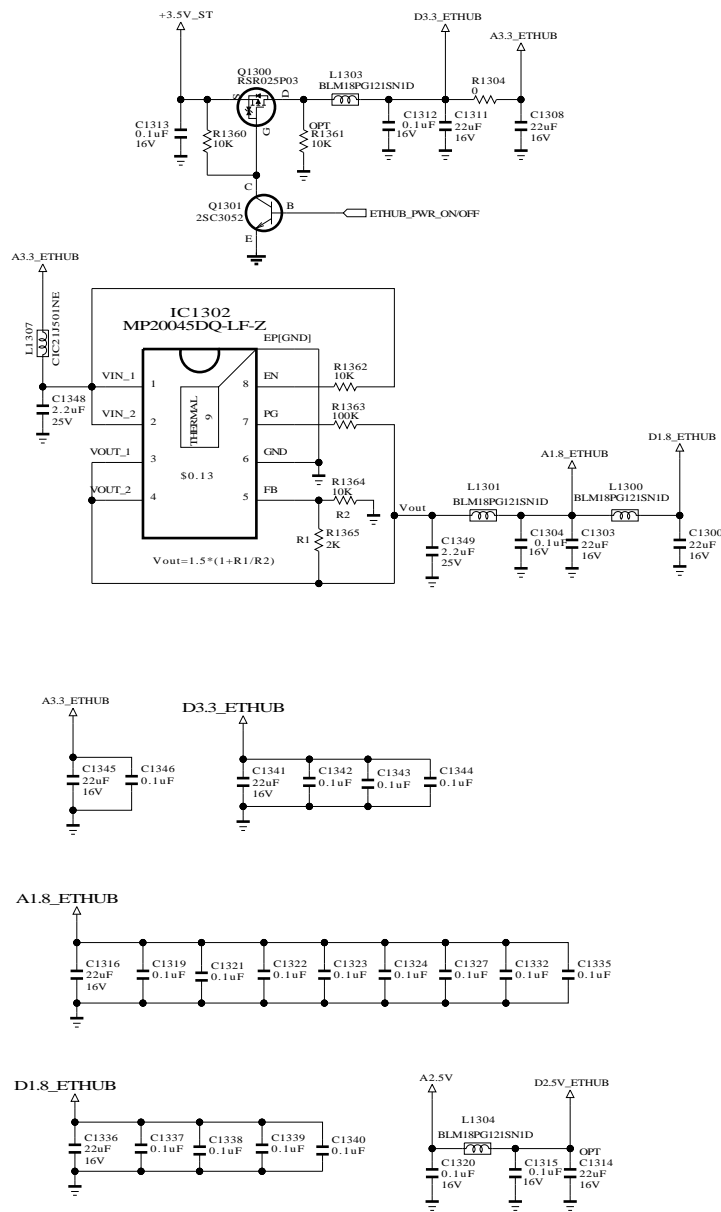 +3.5V_ST
D3.3_ETHUB
A3.3_ETHUB
Q1300
RSR025P03
S
D
G
L1303
BLM18PG121SN1D
R1304
0
C1313
0.1uF
16V
R1360
10K
OPT
R1361
10K
C1312
0.1uF
16V
C1311
22uF
16V
C1308
22uF
16V
Q1301
2SC3052
C
B
E
ETHUB_PWR_ON/OFF
A3.3_ETHUB
L1307
CIC21J501NE
C1348
2.2uF
25V
IC1302
MP20045DQ-LF-Z
EP[GND]
VIN_1
1
VIN_2
2
VOUT_1
3
VOUT_2
4
THERMAL
9
$0.13
8
EN
7
PG
6
GND
5
FB
R1362
10K
R1363
100K
R1364
10K
R2
R1
R1365
2K
Vout=1.5*(1+R1/R2)
Vout
C1349
2.2uF
25V
L1301
BLM18PG121SN1D
A1.8_ETHUB
D1.8_ETHUB
L1300
BLM18PG121SN1D
C1304
0.1uF
16V
C1303
22uF
16V
C1300
22uF
16V
A3.3_ETHUB
C1345
22uF
16V
C1346
0.1uF
D3.3_ETHUB
C1341
22uF
16V
C1342
0.1uF
C1343
0.1uF
C1344
0.1uF
A1.8_ETHUB
C1316
22uF
16V
C1319
0.1uF
C1321
0.1uF
C1322
0.1uF
C1323
0.1uF
C1324
0.1uF
C1327
0.1uF
C1332
0.1uF
C1335
0.1uF
D1.8_ETHUB
C1336
22uF
16V
C1337
0.1uF
C1338
0.1uF
C1339
0.1uF
C1340
0.1uF
A2.5V
D2.5V_ETHUB
L1304
BLM18PG121SN1D
C1320
0.1uF
16V
C1315
0.1uF
16V
OPT
C1314
22uF
16V